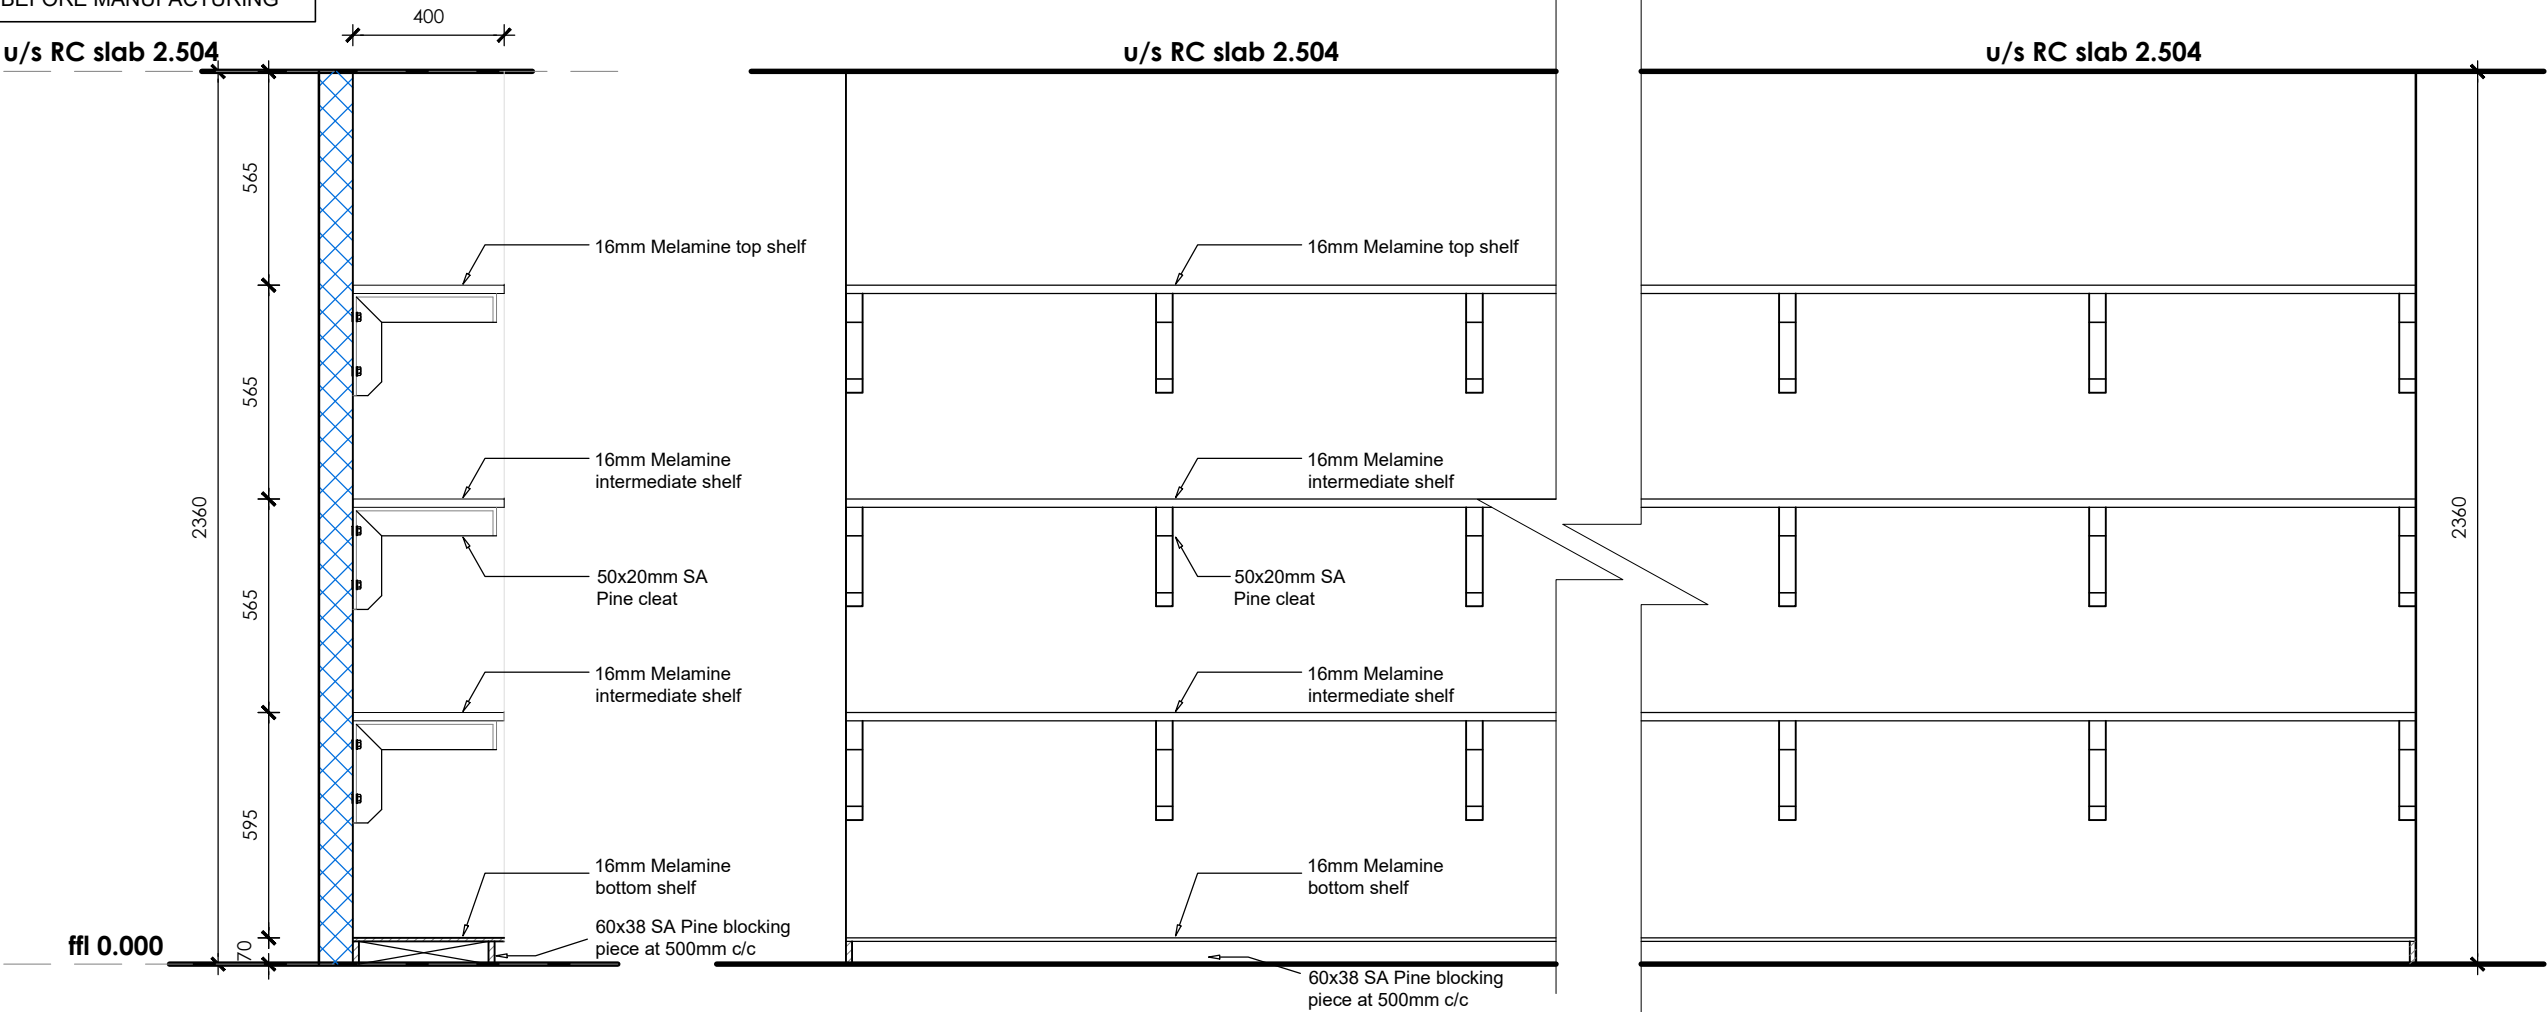 BEFORE MANUFACTURING
400
u/s RC slab 2.504
u/s RC slab 2.504
u/s RC slab 2.504
565
16mm Melamine top shelf
16mm Melamine top shelf
565
16mm Melamine
intermediate shelf
16mm Melamine
intermediate shelf
2360
2360
565
50x20mm SA
Pine cleat
50x20mm SA
Pine cleat
16mm Melamine
intermediate shelf
16mm Melamine
intermediate shelf
595
16mm Melamine
bottom shelf
16mm Melamine
bottom shelf
ffl 0.000
70
60x38 SA Pine blocking
piece at 500mm c/c
60x38 SA Pine blocking
piece at 500mm c/c